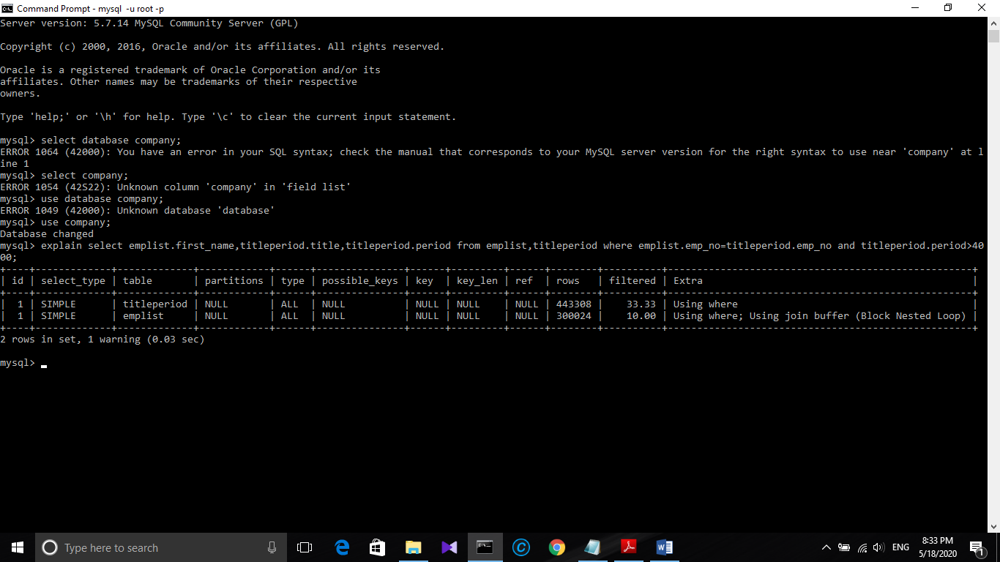 Command Prompt - mysql  -u root -p
Server version: 5.7.14 MySQL Community Server (GPL)
Copyright (c) 2000, 2016, Oracle and/or its affiliates. All rights reserved.
Oracle is a registered trademark of Oracle Corporation and/or its
affiliates. Other names may be trademarks of their respective
owners.
Type 'help;' or '\h' for help. Type '\c' to clear the current input statement.
mysql> select database company;
ERROR 1064 (42000): You have an error in your SQL syntax; check the manual that corresponds to your MySQL server version for the right syntax to use near 'company' at l
ine 1
mysql> select company;
ERROR 1054 (42S22): Unknown column 'company' in 'field list'
mysql> use database company;
ERROR 1049 (42000): Unknown database 'database'
mysql> use company;
Database changed
mysql> explain select emplist.first_name,titleperiod.title,titleperiod.period from emplist,titleperiod where emplist.emp_no=titleperiod.emp_no and titleperiod.period>40
00;
+----+-------------+-------------+------------+------+---------------+------+---------+------+--------+----------+----------------------------------------------------+
| id | select_type | table       | partitions | type | possible_keys | key  | key_len | ref  | rows   | filtered | Extra                                              |
+----+-------------+-------------+------------+------+---------------+------+---------+------+--------+----------+----------------------------------------------------+
|  1 | SIMPLE      | titleperiod | NULL       | ALL  | NULL          | NULL | NULL    | NULL | 443308 |    33.33 | Using where                                        |
|  1 | SIMPLE      | emplist     | NULL       | ALL  | NULL          | NULL | NULL    | NULL | 300024 |    10.00 | Using where; Using join buffer (Block Nested Loop) |
+----+-------------+-------------+------------+------+---------------+------+---------+------+--------+----------+----------------------------------------------------+
2 rows in set, 1 warning (0.03 sec)
mysql>
Type here to search
ENG
8:33 PM
5/18/2020
1